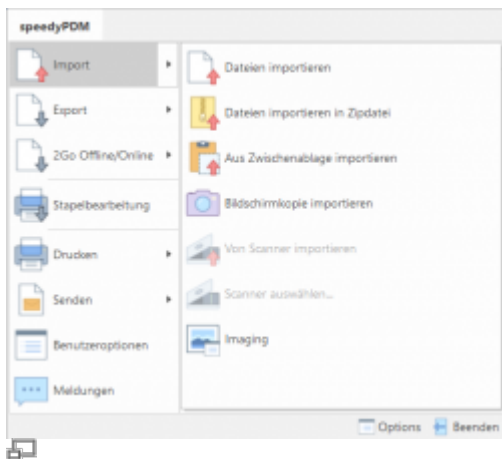 speedyPDM
Import
Export
2Go Offline/Online
Stapelbearbeitung
Drucken
Senden
Benutzeroptionen
Meldungen
Dateien importieren
Dateien importieren in Zipdatei
Aus Zwischenablage importieren
Bildschirmkopie importieren
Von Scanner importieren
Scanner auswählen...
Imaging
Options
Beenden